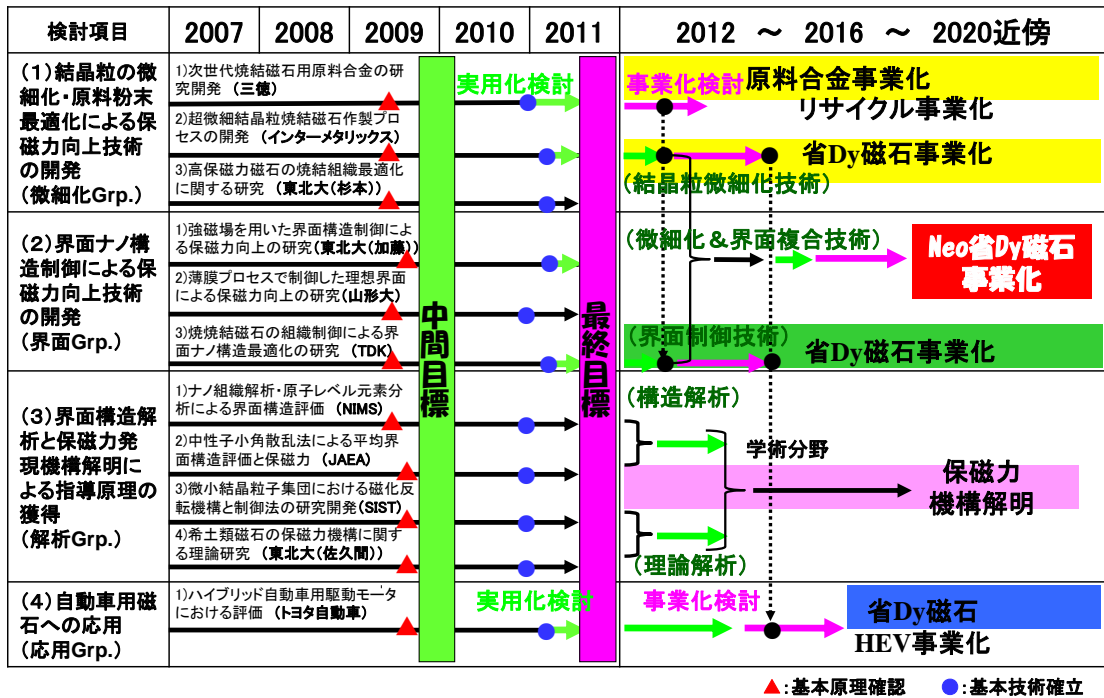 検討項目
2007
2008
2009
2010
2011
2012 ～ 2016 ～ 2020近傍
(1)結晶粒の微
細化・原料粉末
最適化による保
磁力向上技術
の開発
(微細化Grp.)
1)次世代焼結磁石用原料合金の研
究開発 (三徳)
2)超微細結晶粒焼結磁石作製プロ
セスの開発 (インターメタリックス)
3)高保磁力磁石の焼結組織最適化
に関する研究 (東北大(杉本))
実用化検討
事業化検討
原料合金事業化
リサイクル事業化
省Dy磁石事業化
(結晶粒微細化技術)
(2)界面ナノ構
造制御による保
磁力向上技術
の開発
(界面Grp.)
1)強磁場を用いた界面構造制御によ
る保磁力向上の研究(東北大(加藤))
2)薄膜プロセスで制御した理想界面
による保磁力向上の研究(山形大)
3)焼焼結磁石の組織制御による界
面ナノ構造最適化の研究 (TDK)
(微細化&界面複合技術)
Neo省Dy磁石
事業化
(界面制御技術)
省Dy磁石事業化
中間目標
最終目標
(3)界面構造解
析と保磁力発
現機構解明に
よる指導原理の
獲得
(解析Grp.)
1)ナノ組織解析・原子レベル元素分
析による界面構造評価 (NIMS)
2)中性子小角散乱法による平均界
面構造評価と保磁力 (JAEA)
3)微小結晶粒子集団における磁化反
転機構と制御法の研究開発(SIST)
4)希土類磁石の保磁力機構に関す
る理論研究 (東北大(佐久間))
(構造解析)
学術分野
保磁力
機構解明
(理論解析)
(4)自動車用磁
石への応用
(応用Grp.)
1)ハイブリッド自動車用駆動モータ
における評価 (トヨタ自動車)
実用化検討
事業化検討
省Dy磁石
HEV事業化
▲:基本原理確認 ●:基本技術確立